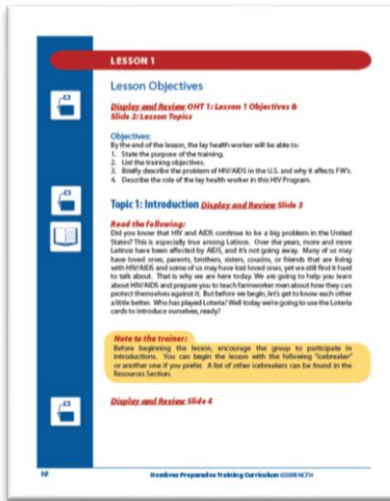 LESSON 1
Lesson Objectives
Display and Review OHT 1: Lesson 1 Objectives &
Slide 2: Lesson Topics
Objectives:
By the end of the lesson, the lay health worker will be able to:
1. State the purpose of the training.
2. List the training objectives.
3. Briefly describe the problem of HIV/AIDS in the U.S. and why it affects FW's.
4. Describe the role of the lay health worker in this HIV Program.
Topic 1: Introduction Display and Review Slide 3
Read the following:
Did you know that HIV and AIDS continue to be a big problem in the United
States? This is especially true among Latinos. Over the years, more and more
Latinos have been affected by AIDS, and it's not going away. Many of us may
have loved ones, parents, brothers, sisters, cousins, or friends that are living
with HIV/AIDS and some of us may have lost loved ones, yet we still find it hard
to talk about. That is why we are here today. We are going to help you learn
about HIV/AIDS and prepare you to teach farmworker men about how they can
protect themselves against it. But before we begin, let's get to know each other
a little better. Who has played Loteria? Well today we're going to use the Loteria
cards to introduce ourselves, ready?
Note to the trainer:
Before beginning the lesson, encourage the group to participate in
introductions. You can begin the lesson with the following "icebreaker"
or another one if you prefer. A list of other icebreakers can be found in the
Resources Section.
Display and Review Slide 4
10
Hombres Preparados Training Curriculum ©2008 NCFH